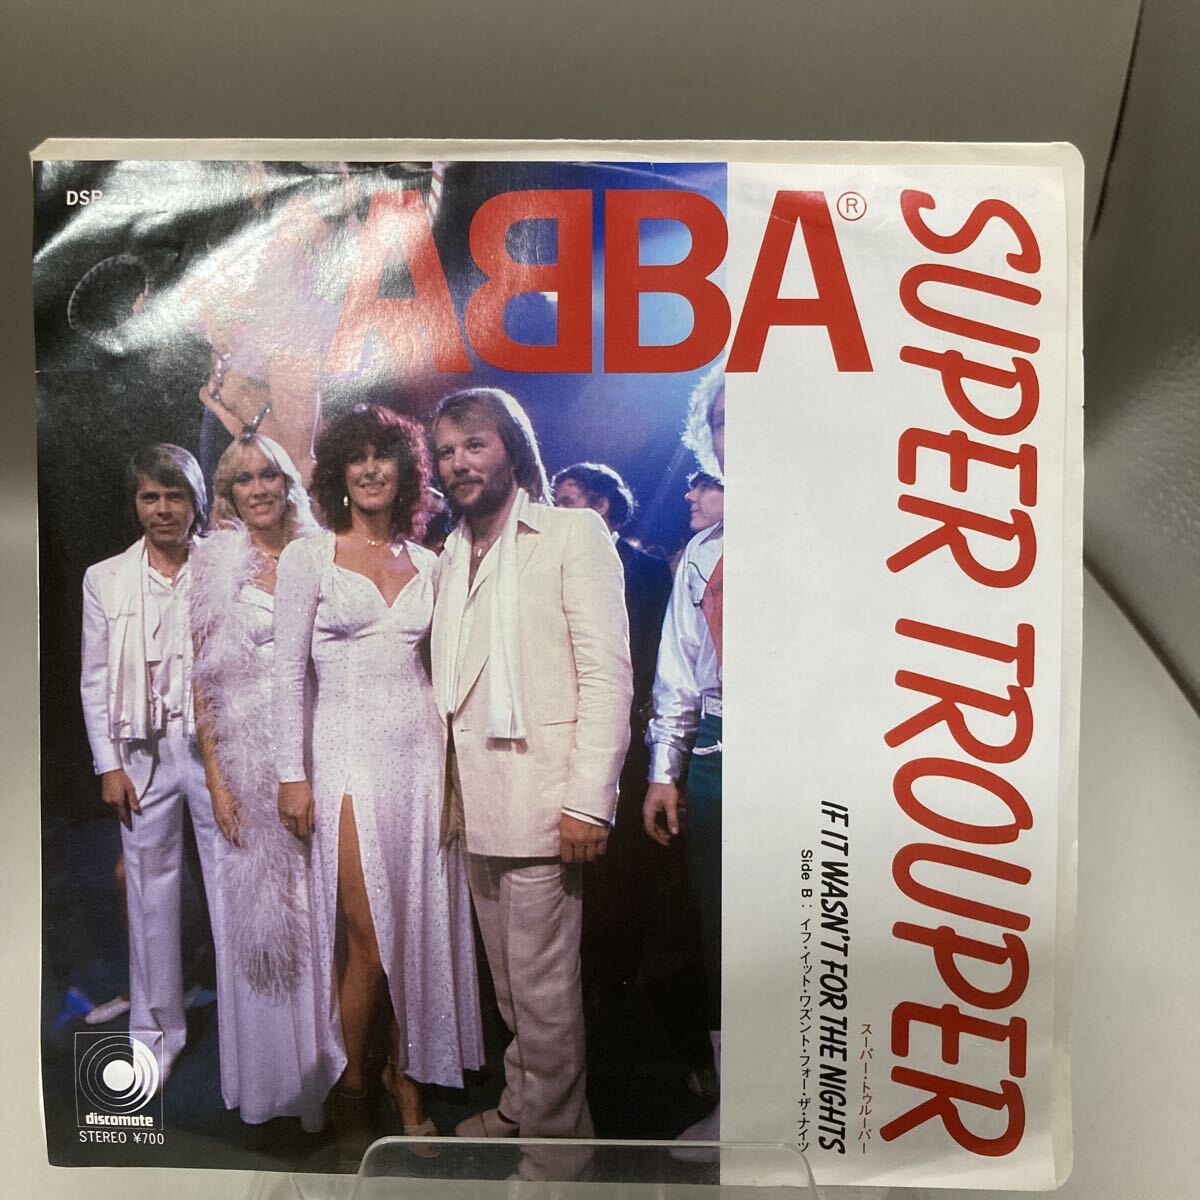 DSP-212
ABBA®
SUPER TROUPER
スーパー・トゥルーパー
IF IT WASN'T FOR THE NIGHTS
Side B: イフ・イット・ワズント・フォー・ザ・ナイツ
discomate
STEREO ¥700